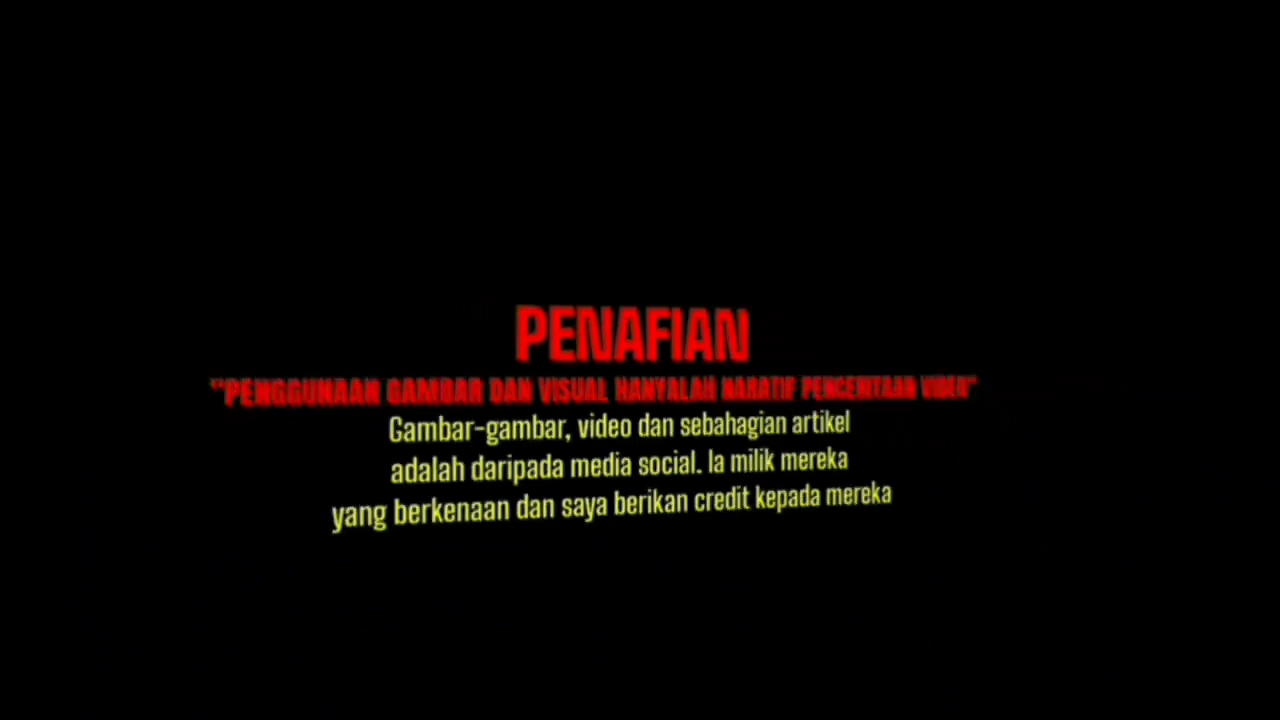 PENAFIAN
"PENGGUNAAN GAMBAR DAN VISUAL HANYALAH NARATIF PENCERITAAN VIDEO"
Gambar-gambar, video dan sebahagian artikel
adalah daripada media social. Ia milik mereka
yang berkenaan dan saya berikan credit kepada mereka